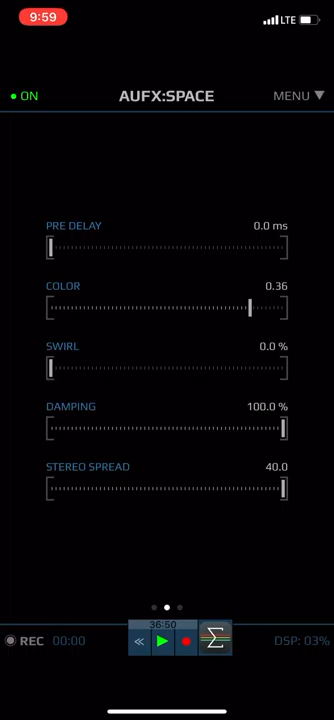 9:59
LTE
ON
AUFX:SPACE
MENU ▼
PRE DELAY
0.0 ms
COLOR
0.36
SWIRL
0.0 %
DAMPING
100.0 %
STEREO SPREAD
40.0
36:50
REC 00:00
Σ
DSP: 03%